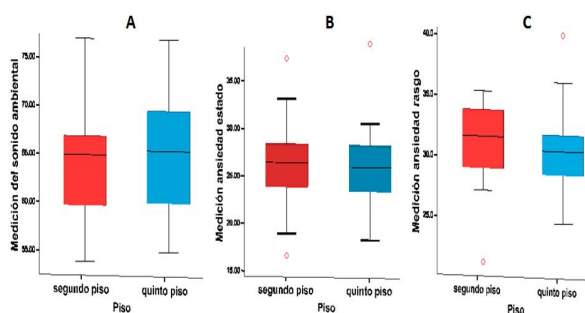 A
Medición del sonido ambiental
75.00
70.00
65.00
60.00
55.00
segundo piso quinto piso
Piso
B
Medición ansiedad estado
35.00
30.00
25.00
20.00
15.00
segundo piso quinto piso
Piso
C
Medición ansiedad rasgo
40.0
35.0
30.0
25.0
segundo piso quinto piso
Piso